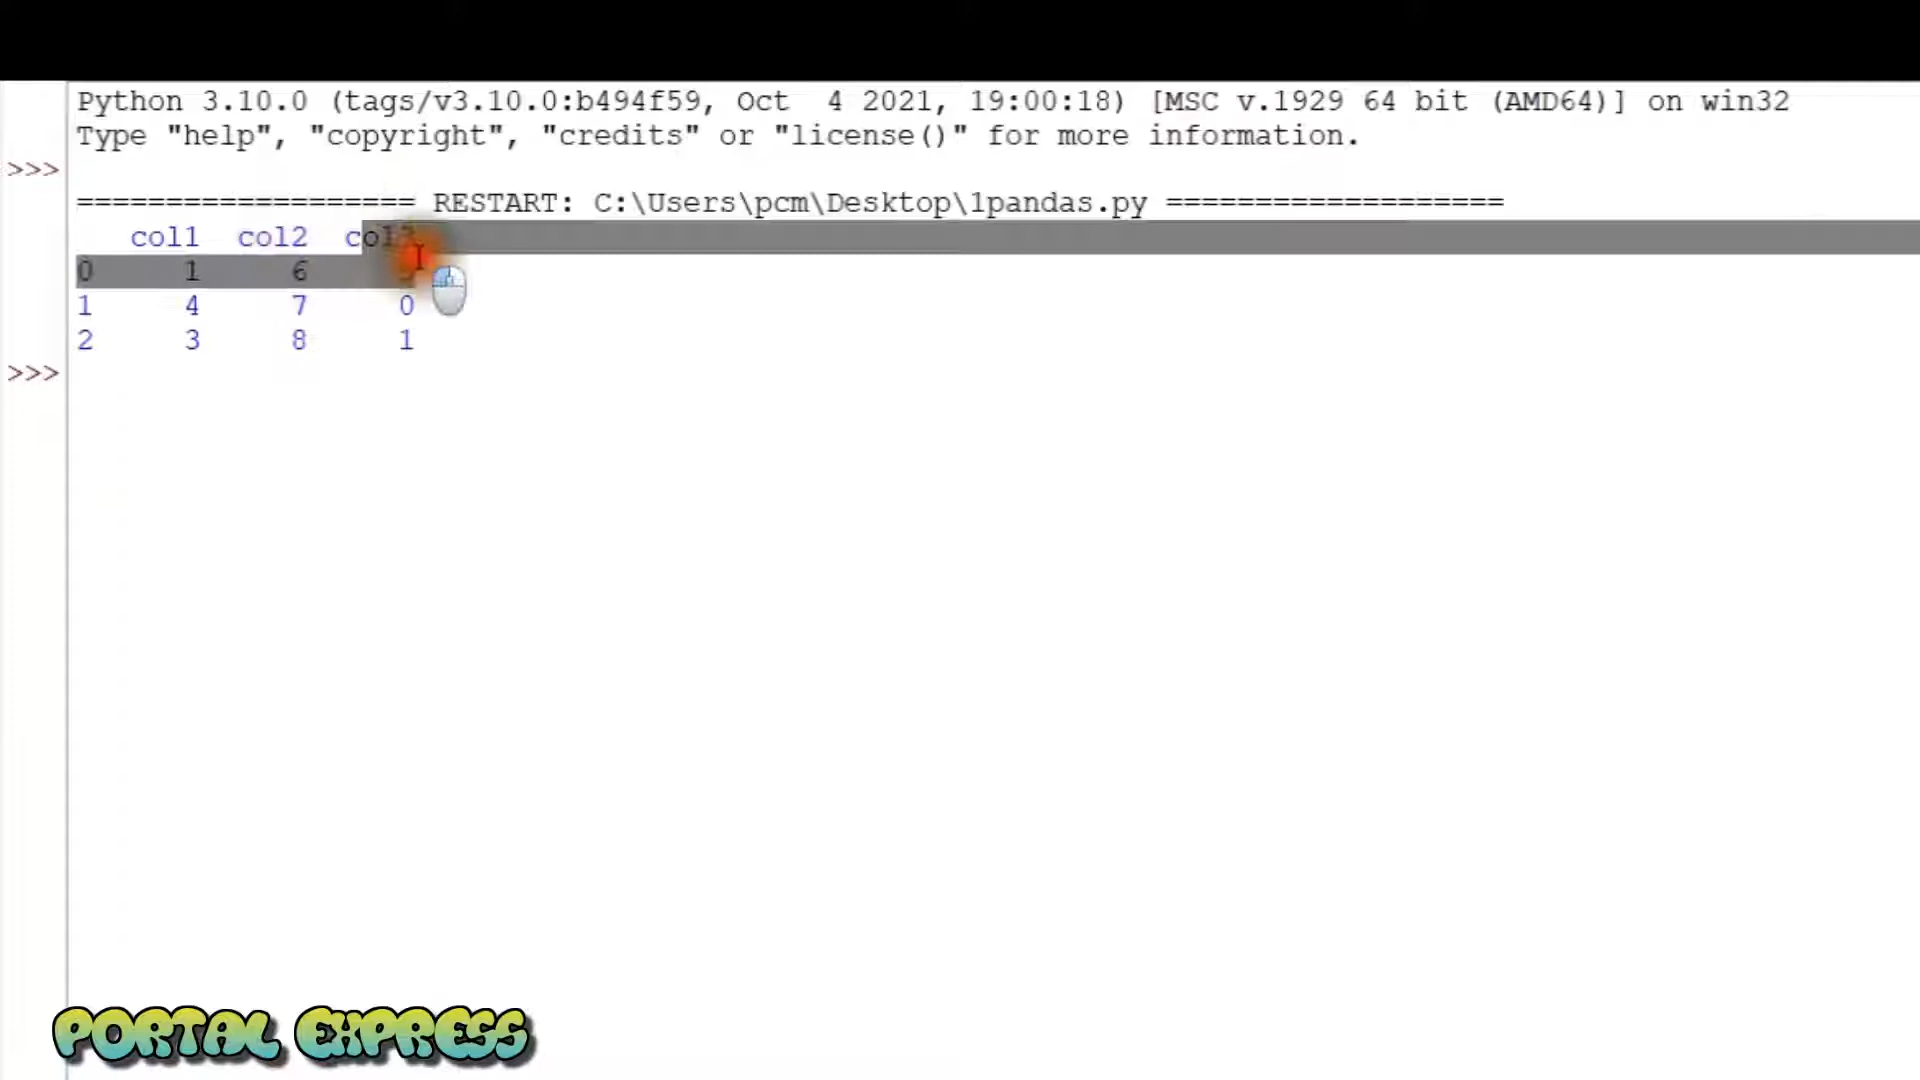 Python 3.10.0 (tags/v3.10.0:b494f59, Oct  4 2021, 19:00:18) [MSC v.1929 64 bit (AMD64)] on win32
Type "help", "copyright", "credits" or "license()" for more information.
>>>
=================== RESTART: C:\Users\pcm\Desktop\1pandas.py ===================
   col1  col2  col3
0     1     6
1     4     7     0
2     3     8     1
>>>
PORTAL EXPRESS